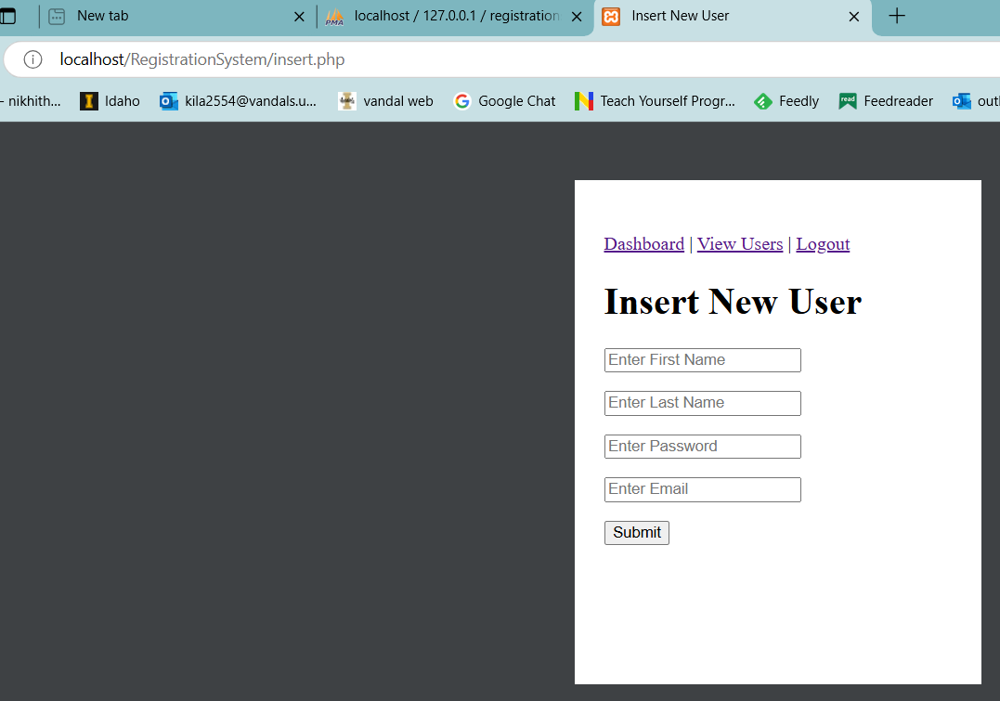 New tab
PMA
localhost / 127.0.0.1 / registration
Insert New User
localhost/RegistrationSystem/insert.php
- nikhith...
I
Idaho
kila2554@vandals.u...
vandal web
Google Chat
Teach Yourself Progr...
Feedly
read
Feedreader
outl
Dashboard | View Users | Logout
Insert New User
Enter First Name
Enter Last Name
Enter Password
Enter Email
Submit